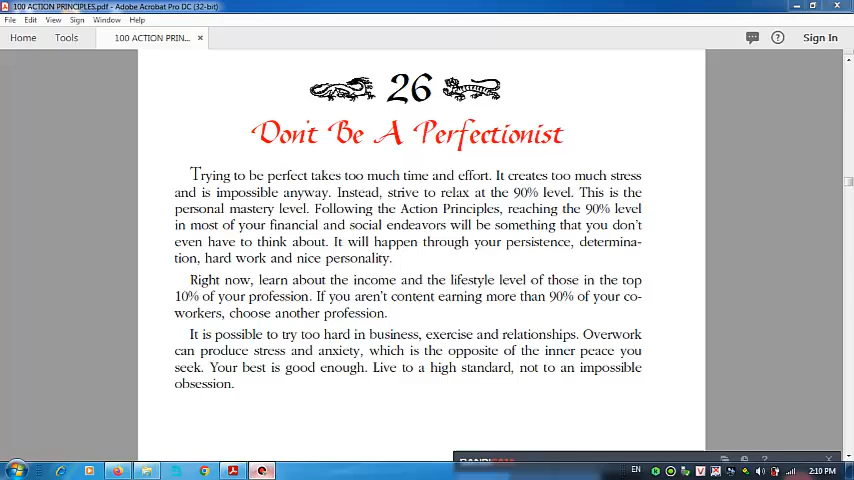 100 ACTION PRINCIPLES.pdf - Adobe Acrobat Pro DC (32-bit)
File Edit View Sign Window Help
Home Tools 100 ACTION PRIN... × Sign In
26
Don't Be A Perfectionist
Trying to be perfect takes too much time and effort. It creates too much stress
and is impossible anyway. Instead, strive to relax at the 90% level. This is the
personal mastery level. Following the Action Principles, reaching the 90% level
in most of your financial and social endeavors will be something that you don't
even have to think about. It will happen through your persistence, determina-
tion, hard work and nice personality.
Right now, learn about the income and the lifestyle level of those in the top
10% of your profession. If you aren't content earning more than 90% of your co-
workers, choose another profession.
It is possible to try too hard in business, exercise and relationships. Overwork
can produce stress and anxiety, which is the opposite of the inner peace you
seek. Your best is good enough. Live to a high standard, not to an impossible
obsession.
EN 2:10 PM